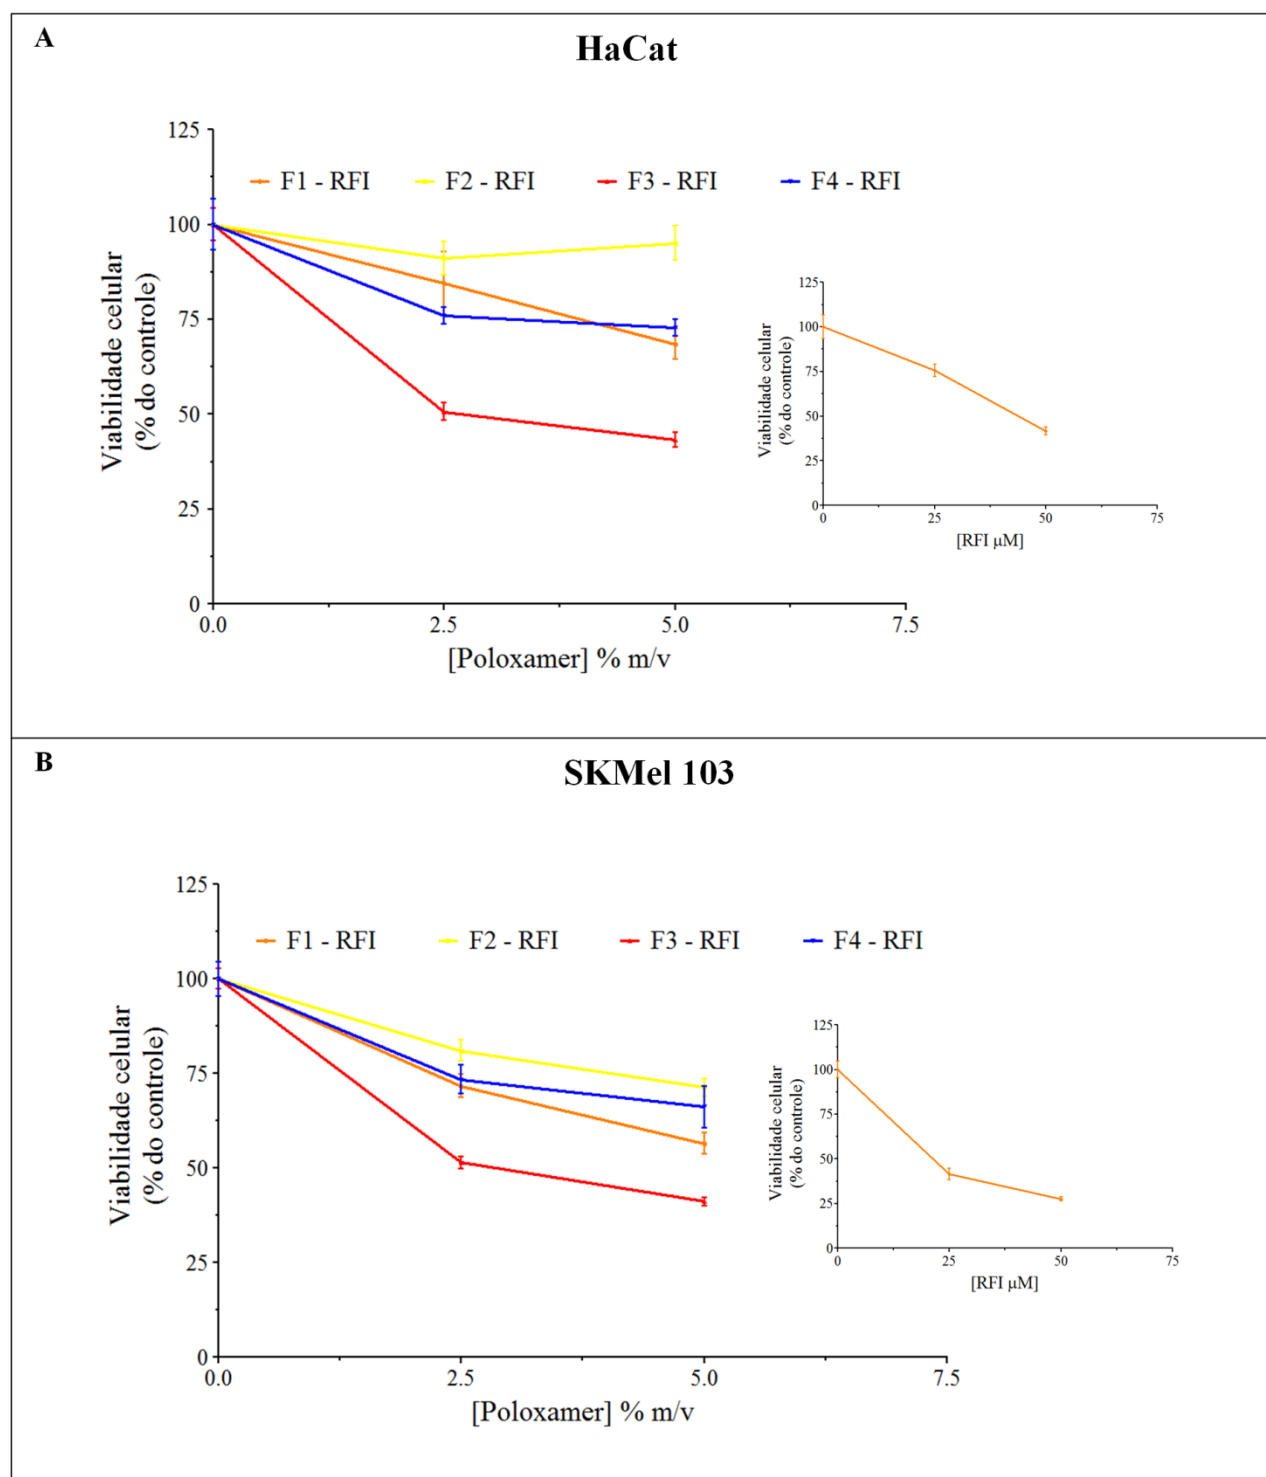 A
HaCat
125
100
75
50
25
0
0.0
2.5
5.0
7.5
Viabilidade celular
(% do controle)
[Poloxamer] % m/v
F1 - RFI
F2 - RFI
F3 - RFI
F4 - RFI
125
100
75
50
25
0
0
25
50
75
Viabilidade celular
(% do controle)
[RFI µM]
B
SKMel 103
125
100
75
50
25
0
0.0
2.5
5.0
7.5
Viabilidade celular
(% do controle)
[Poloxamer] % m/v
F1 - RFI
F2 - RFI
F3 - RFI
F4 - RFI
125
100
75
50
25
0
0
25
50
75
Viabilidade celular
(% do controle)
[RFI µM]